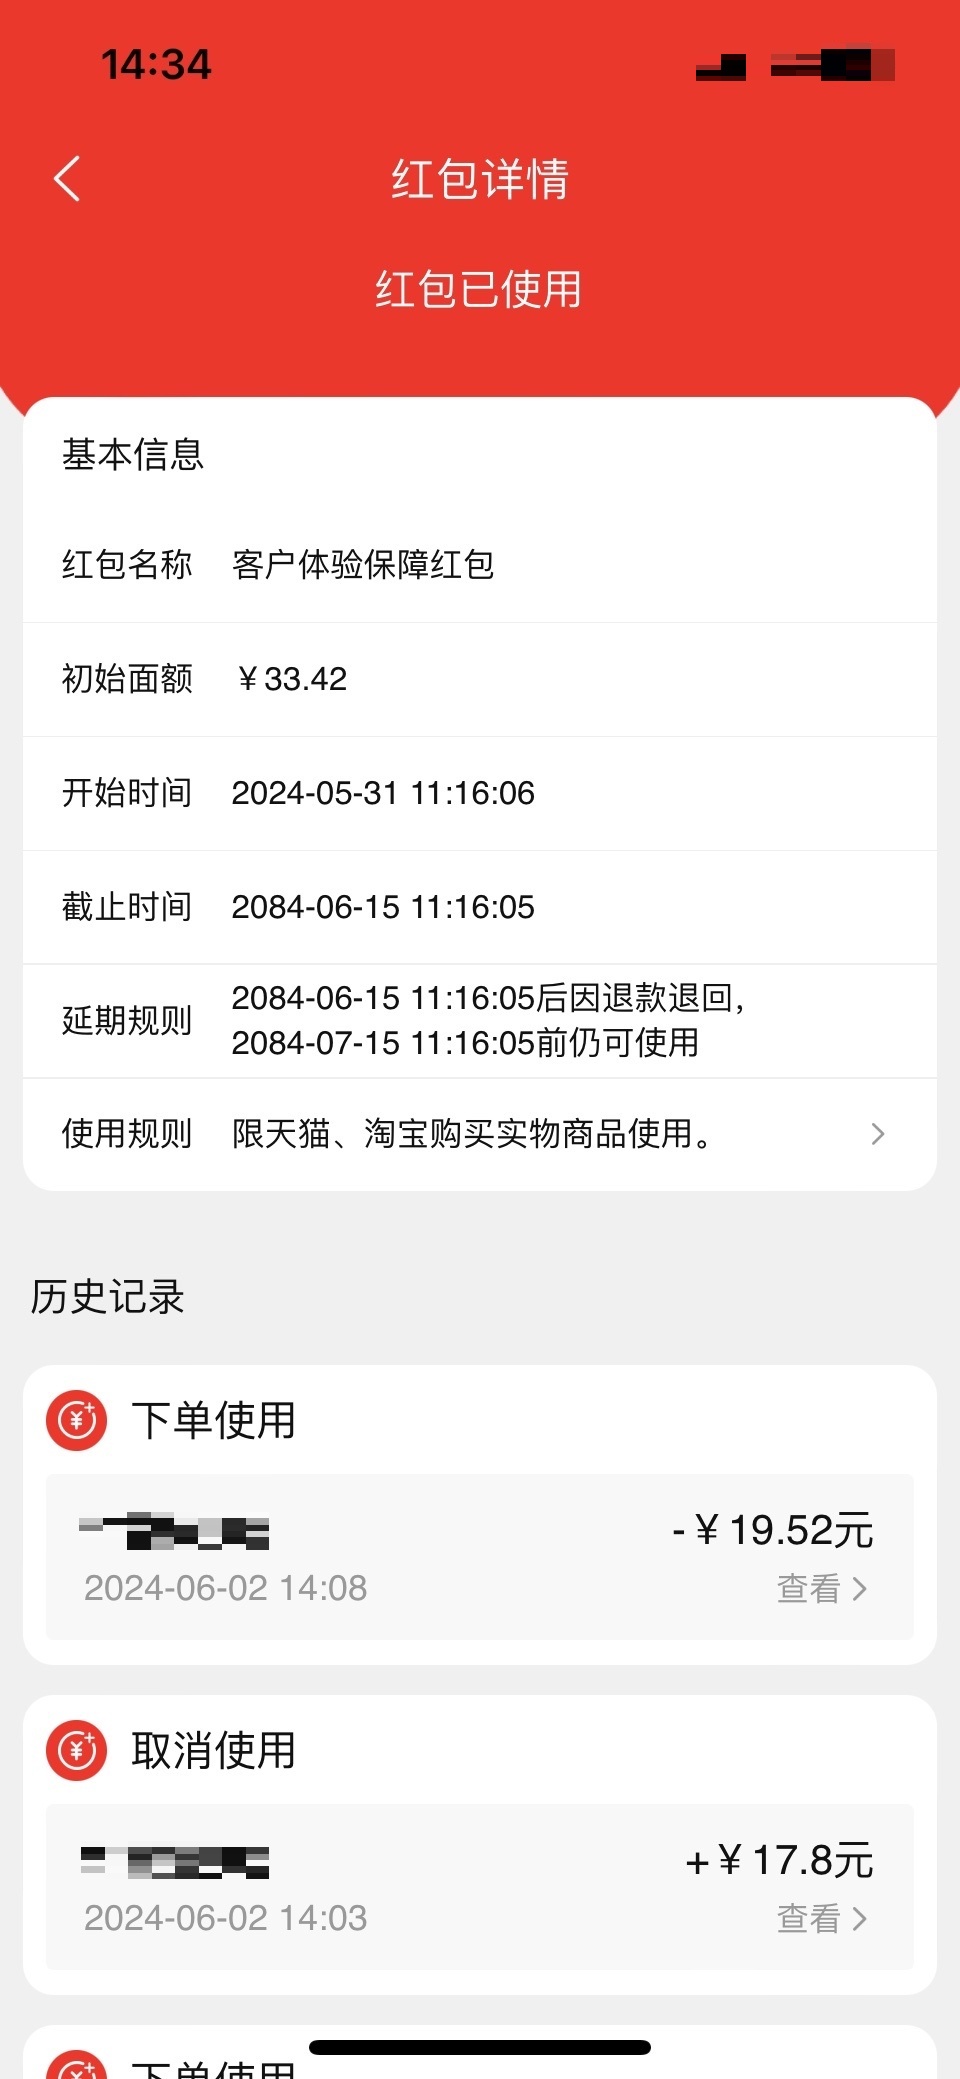 14:34
红包详情
红包已使用
基本信息
红包名称 客户体验保障红包
初始面额 ￥33.42
开始时间 2024-05-31 11:16:06
截止时间 2084-06-15 11:16:05
延期规则 2084-06-15 11:16:05后因退款退回，
2084-07-15 11:16:05前仍可使用
使用规则 限天猫、淘宝购买实物商品使用。
历史记录
下单使用
-￥19.52元
2024-06-02 14:08 查看
取消使用
+￥17.8元
2024-06-02 14:03 查看
下单使用